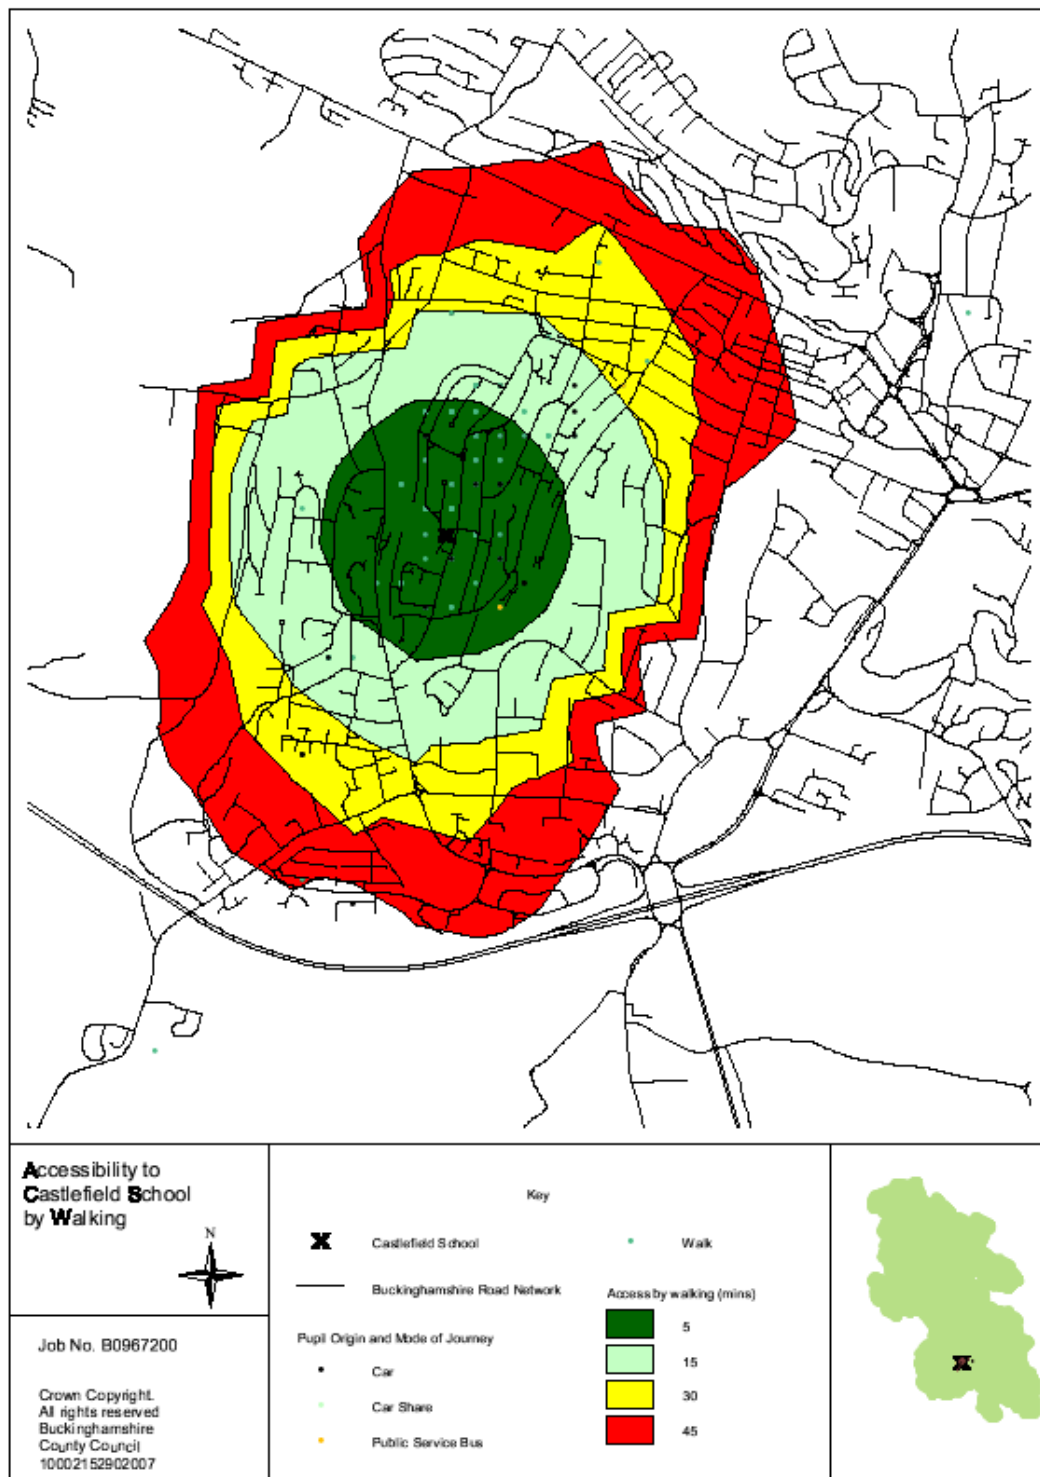 Accessibility to
Castlefield School
by Walking
N
Job No. B0967200
Crown Copyright.
All rights reserved
Buckinghamshire
County Council
10002152902007
Key
X Castlefield School
Buckinghamshire Road Network
Pupil Origin and Mode of Journey
Car
Car Share
Public Service Bus
Walk
Access by walking (mins)
5
15
30
45